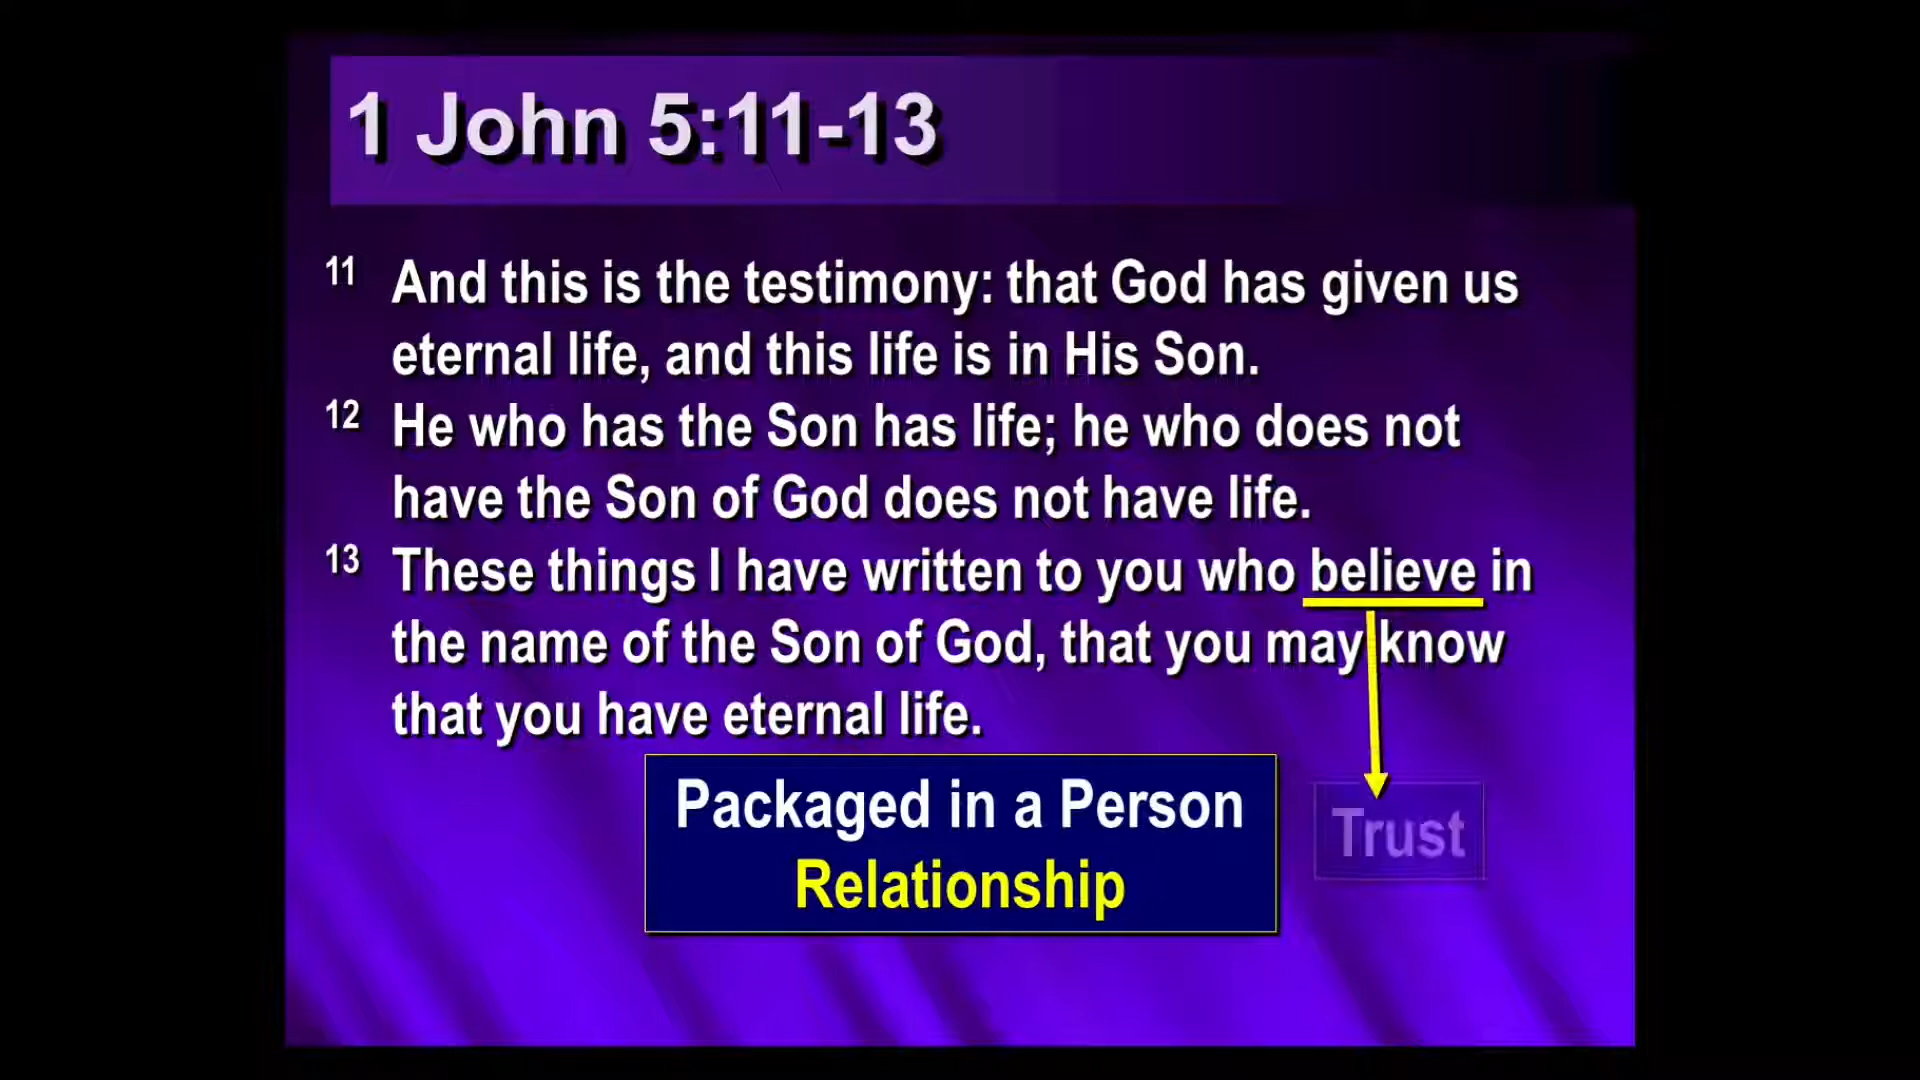 1 John 5:11-13
11 And this is the testimony: that God has given us
eternal life, and this life is in His Son.
12 He who has the Son has life; he who does not
have the Son of God does not have life.
13 These things I have written to you who believe in
the name of the Son of God, that you may know
that you have eternal life.
Packaged in a Person
Relationship
Trust